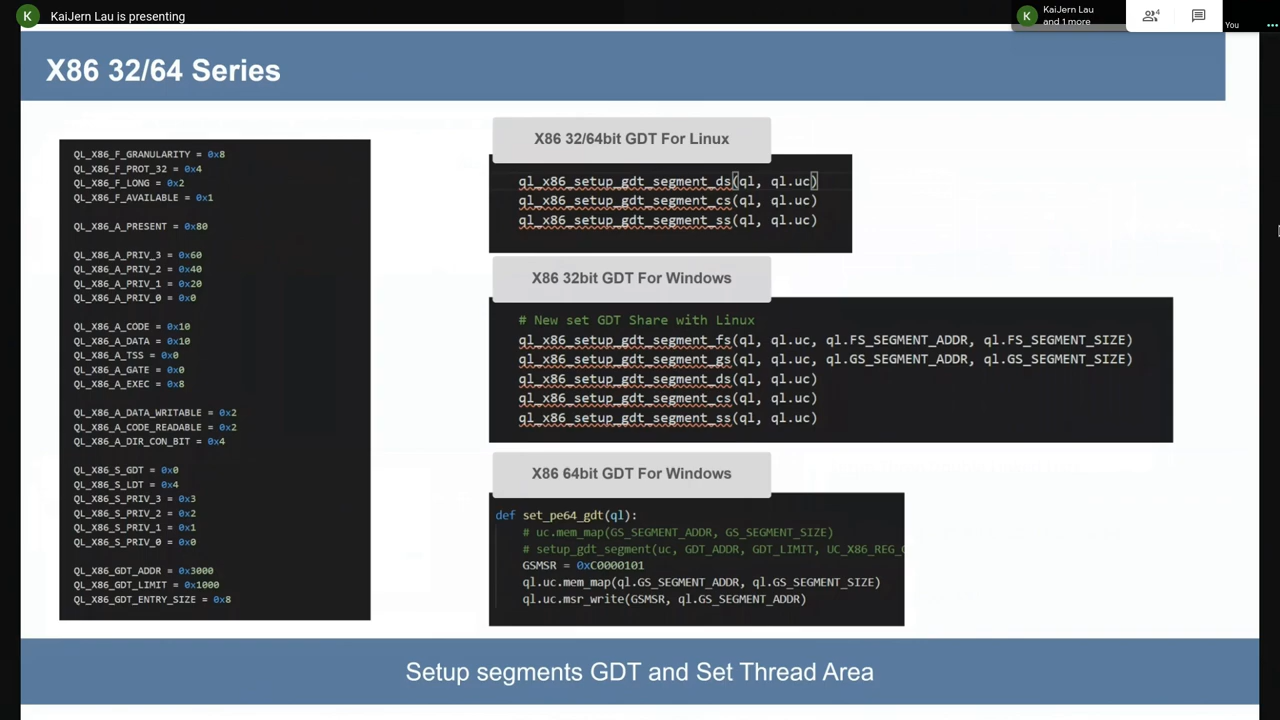 K KaiJern Lau is presenting
K KaiJern Lau
and 1 more
4
You
X86 32/64 Series
QL_X86_F_GRANULARITY = 0x8
QL_X86_F_PROT_32 = 0x4
QL_X86_F_LONG = 0x2
QL_X86_F_AVAILABLE = 0x1
QL_X86_A_PRESENT = 0x80
QL_X86_A_PRIV_3 = 0x60
QL_X86_A_PRIV_2 = 0x40
QL_X86_A_PRIV_1 = 0x20
QL_X86_A_PRIV_0 = 0x0
QL_X86_A_CODE = 0x10
QL_X86_A_DATA = 0x10
QL_X86_A_TSS = 0x0
QL_X86_A_GATE = 0x0
QL_X86_A_EXEC = 0x8
QL_X86_A_DATA_WRITABLE = 0x2
QL_X86_A_CODE_READABLE = 0x2
QL_X86_A_DIR_CON_BIT = 0x4
QL_X86_S_GDT = 0x0
QL_X86_S_LDT = 0x4
QL_X86_S_PRIV_3 = 0x3
QL_X86_S_PRIV_2 = 0x2
QL_X86_S_PRIV_1 = 0x1
QL_X86_S_PRIV_0 = 0x0
QL_X86_GDT_ADDR = 0x3000
QL_X86_GDT_LIMIT = 0x1000
QL_X86_GDT_ENTRY_SIZE = 0x8
X86 32/64bit GDT For Linux
ql_x86_setup_gdt_segment_ds(ql, ql.uc)
ql_x86_setup_gdt_segment_cs(ql, ql.uc)
ql_x86_setup_gdt_segment_ss(ql, ql.uc)
X86 32bit GDT For Windows
# New set GDT Share with Linux
ql_x86_setup_gdt_segment_fs(ql, ql.uc, ql.FS_SEGMENT_ADDR, ql.FS_SEGMENT_SIZE)
ql_x86_setup_gdt_segment_gs(ql, ql.uc, ql.GS_SEGMENT_ADDR, ql.GS_SEGMENT_SIZE)
ql_x86_setup_gdt_segment_ds(ql, ql.uc)
ql_x86_setup_gdt_segment_cs(ql, ql.uc)
ql_x86_setup_gdt_segment_ss(ql, ql.uc)
X86 64bit GDT For Windows
def set_pe64_gdt(ql):
# uc.mem_map(GS_SEGMENT_ADDR, GS_SEGMENT_SIZE)
# setup_gdt_segment(uc, GDT_ADDR, GDT_LIMIT, UC_X86_REG_
GSMSR = 0xC0000101
ql.uc.mem_map(ql.GS_SEGMENT_ADDR, ql.GS_SEGMENT_SIZE)
ql.uc.msr_write(GSMSR, ql.GS_SEGMENT_ADDR)
Setup segments GDT and Set Thread Area